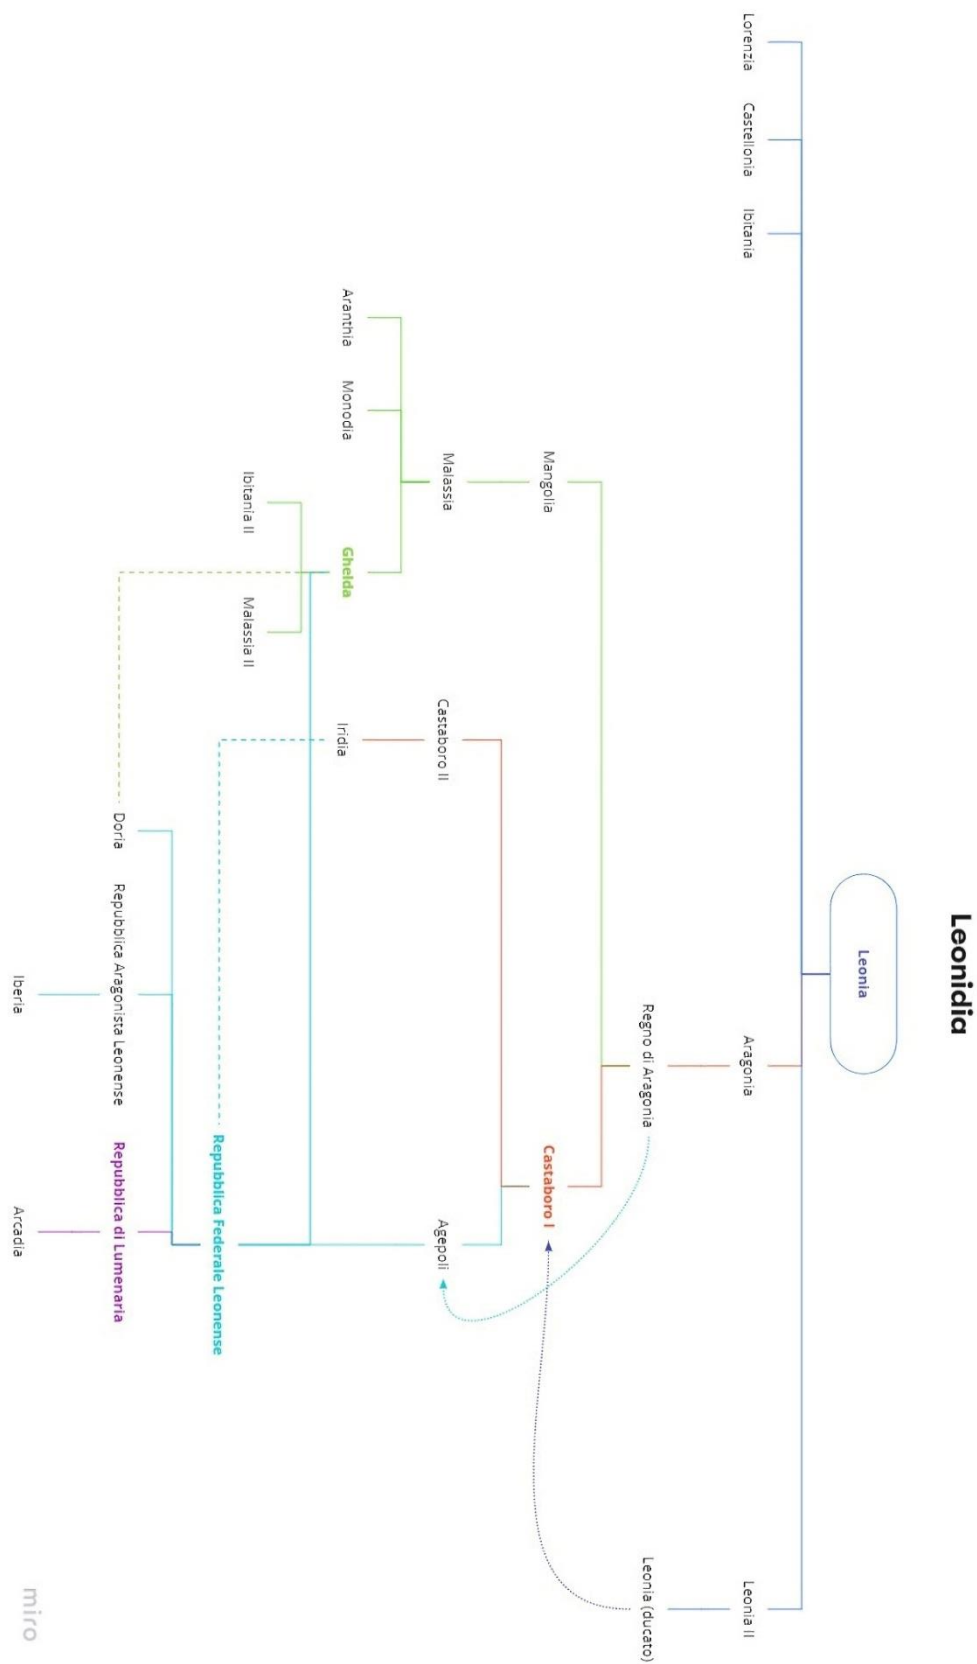 Leonidia
Leonia
Lorenzia
Castellonia
Ibitania
Aragonia
Leonia II
Regno di Aragonia
Leonia (ducato)
Mangolia
Castaboro I
Malassia
Castaboro II
Agepoli
Aranthia
Monodia
Ghelda
Iridia
Ibitania II
Malassia II
Repubblica Federale Leonense
Doria
Repubblica Aragonista Leonense
Repubblica di Lumenaria
Iberia
Arcadia
miro